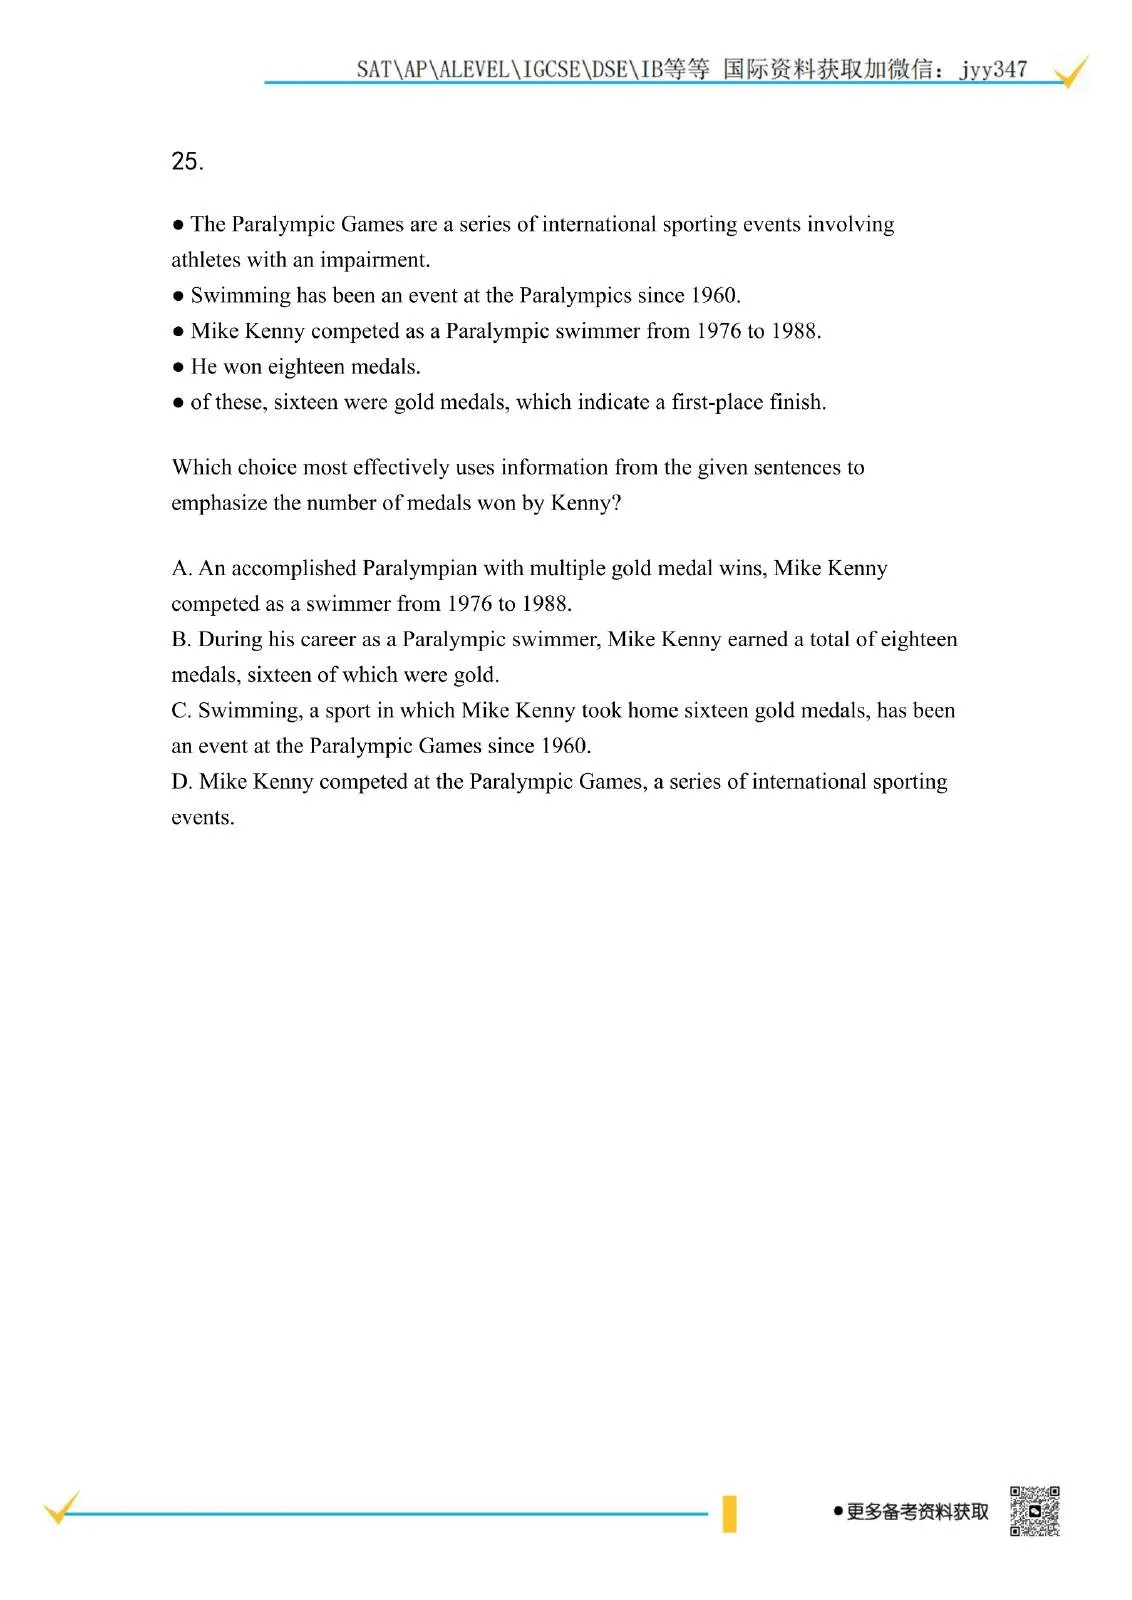 SAT\AP\ALEVEL\IGCSE\DSE\IB等等 国际资料获取加微信：jyy347
25.
● The Paralympic Games are a series of international sporting events involving
athletes with an impairment.
● Swimming has been an event at the Paralympics since 1960.
● Mike Kenny competed as a Paralympic swimmer from 1976 to 1988.
● He won eighteen medals.
● of these, sixteen were gold medals, which indicate a first-place finish.
Which choice most effectively uses information from the given sentences to
emphasize the number of medals won by Kenny?
A. An accomplished Paralympian with multiple gold medal wins, Mike Kenny
competed as a swimmer from 1976 to 1988.
B. During his career as a Paralympic swimmer, Mike Kenny earned a total of eighteen
medals, sixteen of which were gold.
C. Swimming, a sport in which Mike Kenny took home sixteen gold medals, has been
an event at the Paralympic Games since 1960.
D. Mike Kenny competed at the Paralympic Games, a series of international sporting
events.
●更多备考资料获取